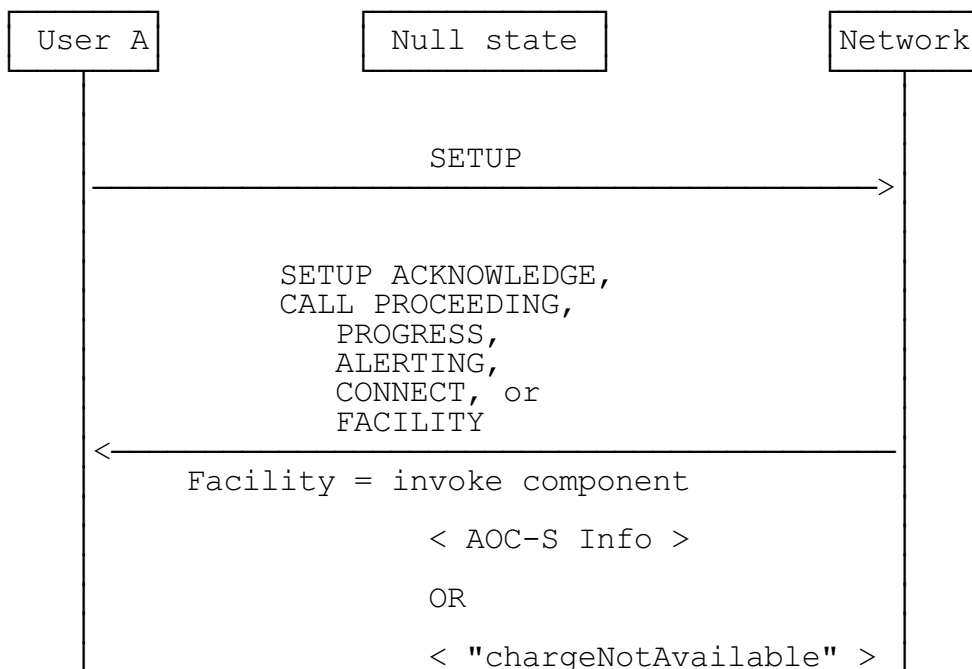 User A Null state Network
SETUP
SETUP ACKNOWLEDGE,
CALL PROCEEDING,
PROGRESS,
ALERTING,
CONNECT, or
FACILITY
Facility = invoke component
< AOC-S Info >
OR
< "chargeNotAvailable" >